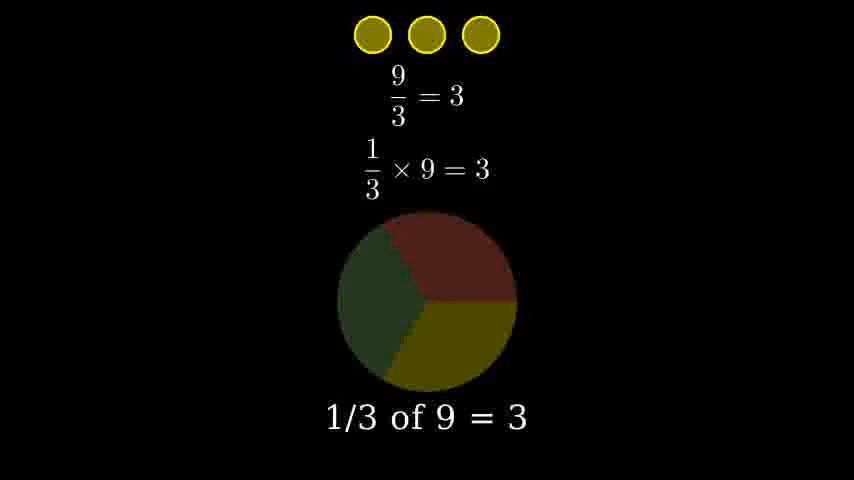 9/3 = 3
1/3 × 9 = 3
1/3 of 9 = 3